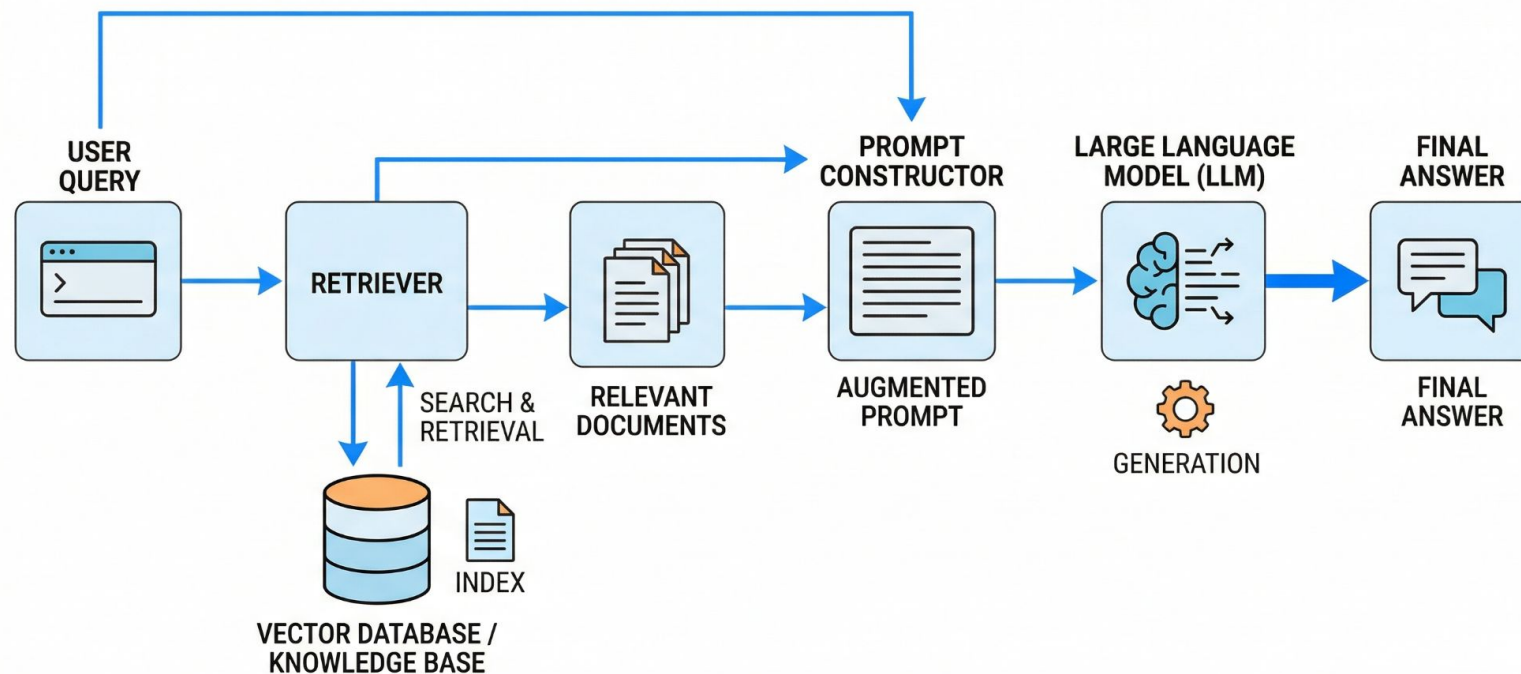 USER
QUERY
RETRIEVER
SEARCH &
RETRIEVAL
INDEX
VECTOR DATABASE /
KNOWLEDGE BASE
RELEVANT
DOCUMENTS
PROMPT
CONSTRUCTOR
AUGMENTED
PROMPT
LARGE LANGUAGE
MODEL (LLM)
GENERATION
FINAL
ANSWER
FINAL
ANSWER